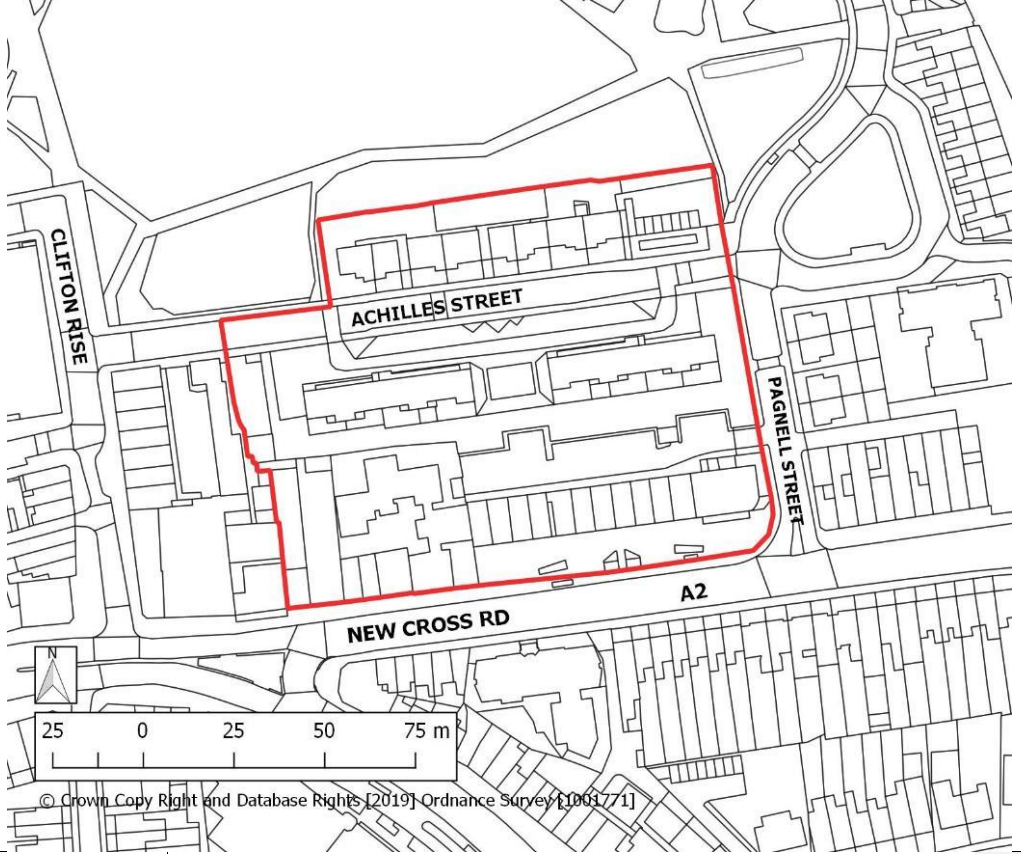 CLIFTON RISE
ACHILLES STREET
PAGNELL STREET
A2
NEW CROSS RD
N
25 0 25 50 75 m
© Crown Copy Right and Database Rights [2019] Ordnance Survey [1001771]